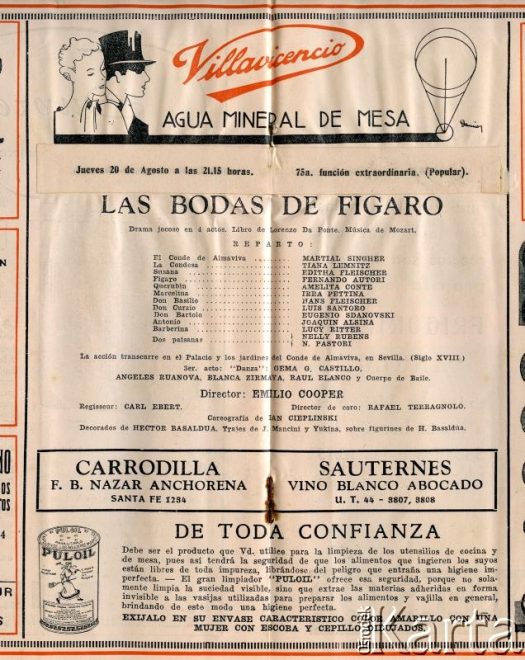 Villavicencio
AGUA MINERAL DE MESA
Jueves 20 de Agosto a las 21.15 horas. 75a. función extraordinaria. (Popular).
LAS BODAS DE FIGARO
Drama jocoso en 4 actos. Libro de Lorenzo Da Ponte. Música de Mozart.
REPARTO:
El Conde de Almaviva MARTIAL SINGHER
La Condesa TIANA LEMNITZ
Susana EDITHA FLEISCHER
Fígaro FERNANDO AUTORI
Querubín AMELITA CONTE
Marcelina IRRA PETTINA
Don Basilio HANS FLEISCHER
Don Curzio LUIS SANTORO
Don Bartolo EUGENIO SDANOVSKI
Antonio JOAQUIN ALSINA
Barberina LUCY RITTER
Dos paisanas NELLY RUBENS
N. PASTORI
La acción transcurre en el Palacio y los jardines del Conde de Almaviva, en Sevilla. (Siglo XVIII)
3er. acto: "Danza": GEMA G. CASTILLO,
ANGELES RUANOVA, BLANCA ZIRMAYA, RAUL BLANCO y Cuerpo de Baile.
Director: EMILIO COOPER
Regisseur: CARL EBERT. Director de coro: RAFAEL TERRAGNOLO.
Coreografía de IAN CIEPLINSKI
Decorados de HECTOR BASALDUA. Trajes de J. Mancini y Yukina, sobre figurines de H. Basaldua.
CARRODILLA
F. B. NAZAR ANCHORENA
SANTA FE 1234
SAUTERNES
VINO BLANCO ABOCADO
U. T. 44 - 3807, 3808
PULOIL
DE TODA CONFIANZA
Debe ser el producto que Vd. utilice para la limpieza de los utensilios de cocina y
de mesa, pues así tendrá la seguridad de que los alimentos que ingieren los suyos
están libres de toda impureza, librándose del peligro que entraña una higiene im-
perfecta. — El gran limpiador "PULOIL" ofrece esa seguridad, porque no sola-
mente limpia la suciedad visible, sino que extrae las materias adheridas en forma
invisible a las vasijas utilizadas para preparar los alimentos y vajilla en general,
brindando de este modo una higiene perfecta.
EXIJALO EN SU ENVASE CARACTERISTICO COLOR AMARILLO CON UNA
MUJER CON ESCOBA Y CEPILLO DIBUJADOS.
Karta